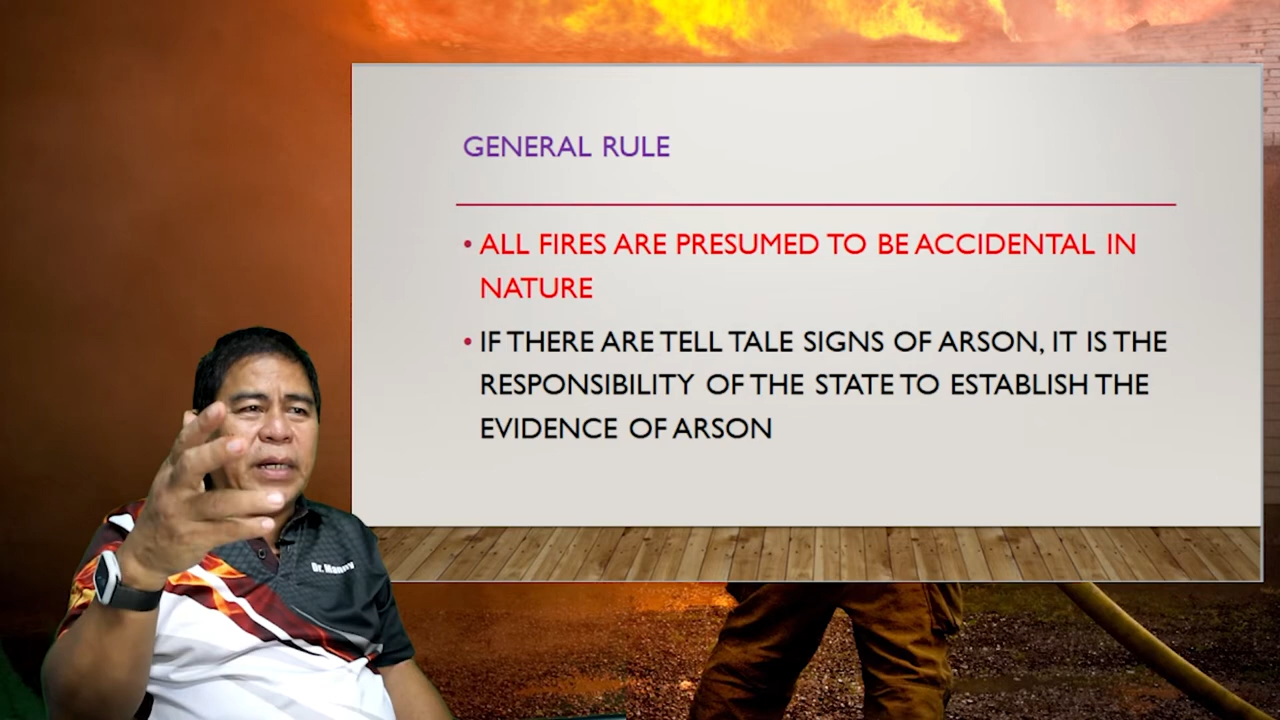 GENERAL RULE
• ALL FIRES ARE PRESUMED TO BE ACCIDENTAL IN
NATURE
• IF THERE ARE TELL TALE SIGNS OF ARSON, IT IS THE
RESPONSIBILITY OF THE STATE TO ESTABLISH THE
EVIDENCE OF ARSON
Dr.